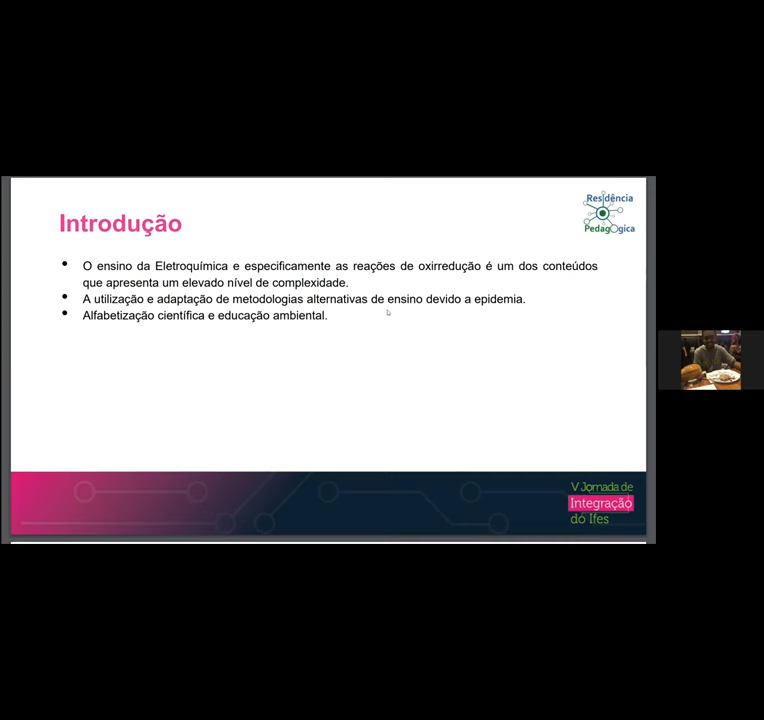 Residência
Pedagógica
Introdução
• O ensino da Eletroquímica e especificamente as reações de oxirredução é um dos conteúdos
que apresenta um elevado nível de complexidade.
• A utilização e adaptação de metodologias alternativas de ensino devido a epidemia.
• Alfabetização científica e educação ambiental.
V Jornada de
Integração
do Ifes